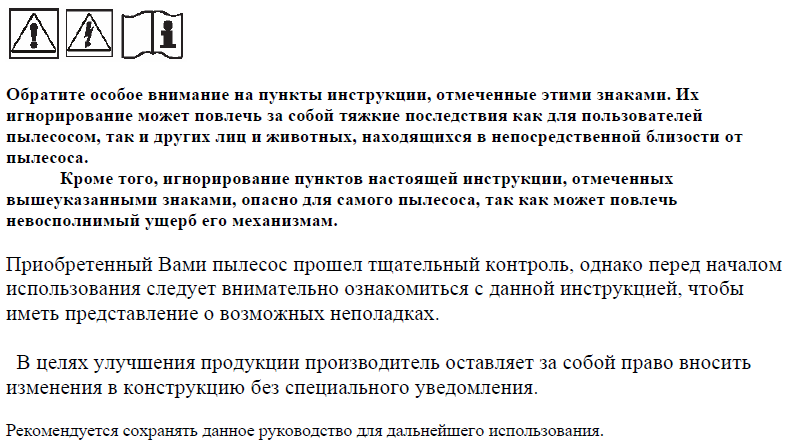 Обратите особое внимание на пункты инструкции, отмеченные этими знаками. Их
игнорирование может повлечь за собой тяжкие последствия как для пользователей
пылесосом, так и других лиц и животных, находящихся в непосредственной близости от
пылесоса.
Кроме того, игнорирование пунктов настоящей инструкции, отмеченных
вышеуказанными знаками, опасно для самого пылесоса, так как может повлечь
невосполнимый ущерб его механизмам.
Приобретенный Вами пылесос прошел тщательный контроль, однако перед началом
использования следует внимательно ознакомиться с данной инструкцией, чтобы
иметь представление о возможных неполадках.
В целях улучшения продукции производитель оставляет за собой право вносить
изменения в конструкцию без специального уведомления.
Рекомендуется сохранять данное руководство для дальнейшего использования.